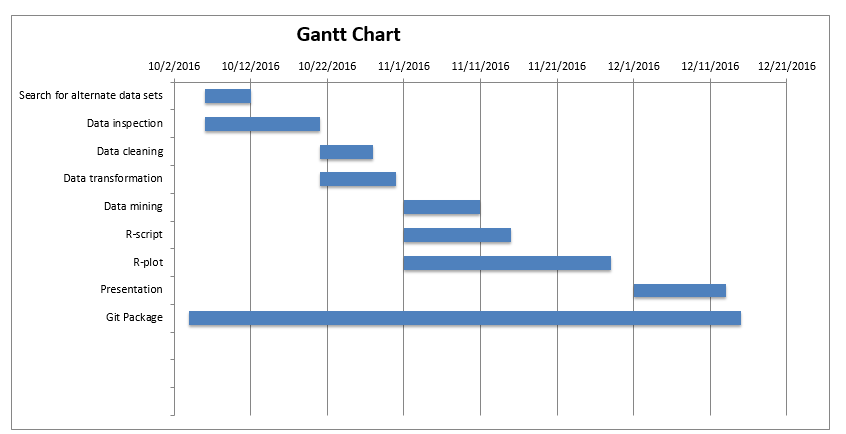 Gantt Chart
10/2/2016 10/12/2016 10/22/2016 11/1/2016 11/11/2016 11/21/2016 12/1/2016 12/11/2016 12/21/2016
Search for alternate data sets
Data inspection
Data cleaning
Data transformation
Data mining
R-script
R-plot
Presentation
Git Package